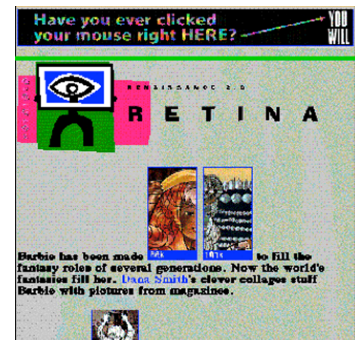 Have you ever clicked
your mouse right HERE?
YOU
WILL
RENAISSANCE 2.0
RETINA
Barbie has been made
to fill the
fantasy roles of several generations. Now the world's
fantasies fill her. Dana Smith's clever collages stuff
Barbie with pictures from magazines.